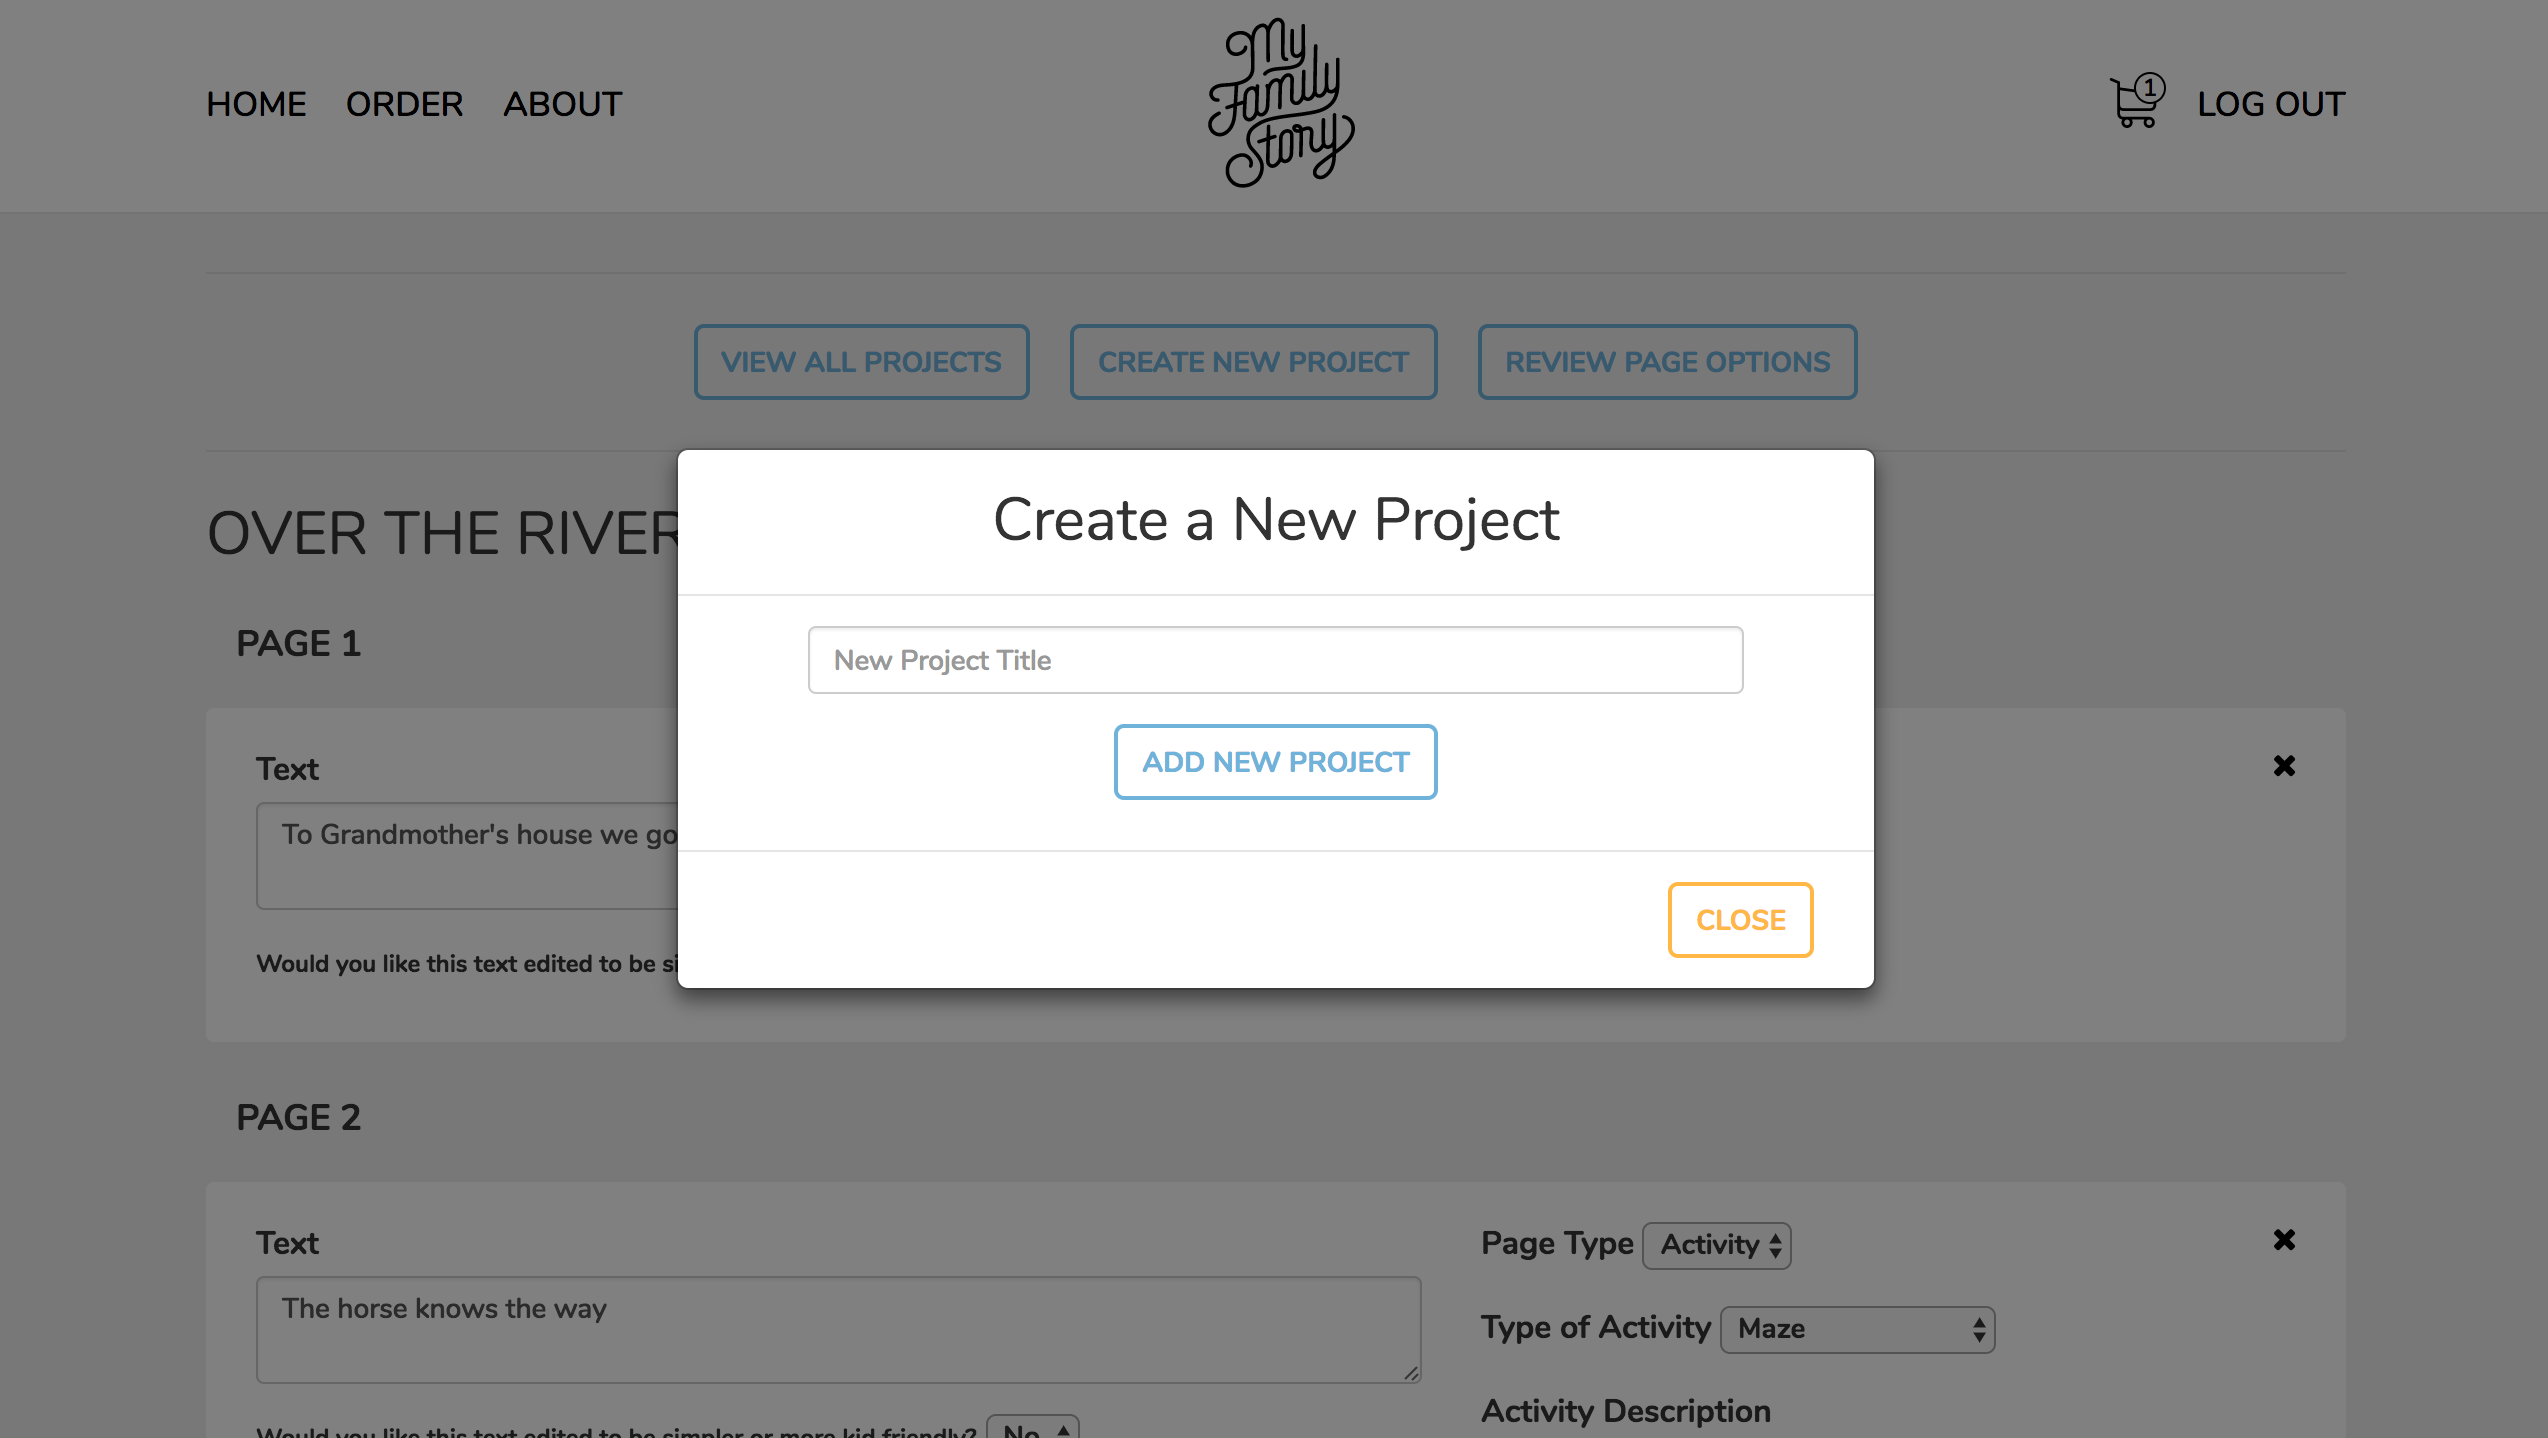 HOME ORDER ABOUT
My
Family
Story
1
LOG OUT
VIEW ALL PROJECTS CREATE NEW PROJECT REVIEW PAGE OPTIONS
OVER THE RIVER
Create a New Project
New Project Title
ADD NEW PROJECT
CLOSE
PAGE 1
Text
To Grandmother's house we go
Would you like this text edited to be si
PAGE 2
Text
The horse knows the way
Would you like this text edited to be simpler or more kid friendly? No
Page Type Activity
Type of Activity Maze
Activity Description